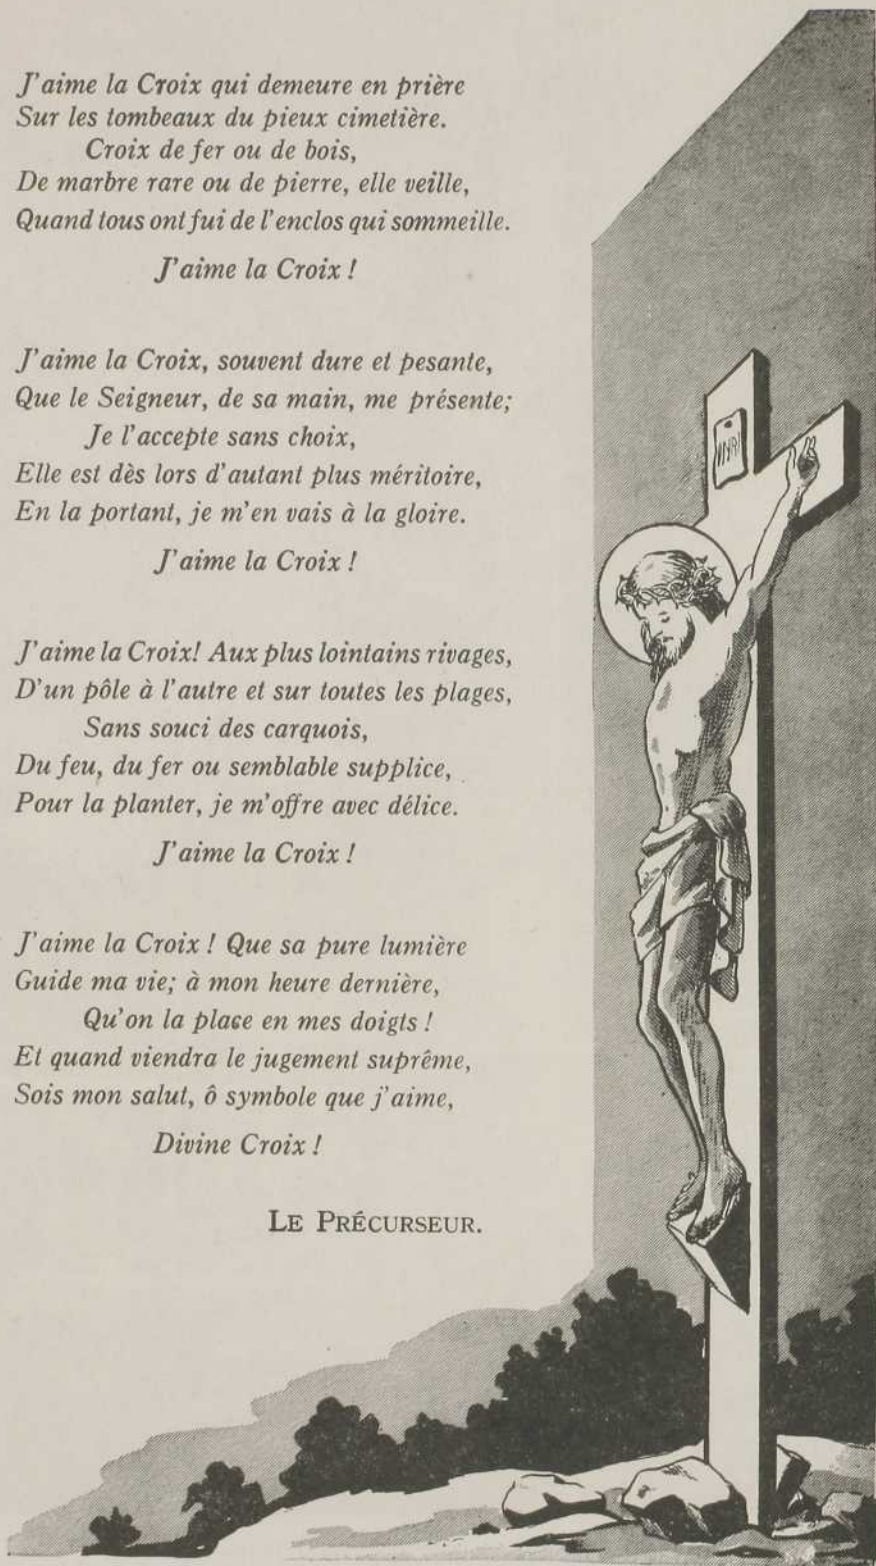 J'aime la Croix qui demeure en prière
Sur les tombeaux du pieux cimetière.
Croix de fer ou de bois,
De marbre rare ou de pierre, elle veille,
Quand tous ont fui de l'enclos qui sommeille.
J'aime la Croix !
J'aime la Croix, souvent dure et pesante,
Que le Seigneur, de sa main, me présente;
Je l'accepte sans choix,
Elle est dès lors d'autant plus méritoire,
En la portant, je m'en vais à la gloire.
J'aime la Croix !
J'aime la Croix! Aux plus lointains rivages,
D'un pôle à l'autre et sur toutes les plages,
Sans souci des carquois,
Du feu, du fer ou semblable supplice,
Pour la planter, je m'offre avec délice.
J'aime la Croix !
J'aime la Croix ! Que sa pure lumière
Guide ma vie; à mon heure dernière,
Qu'on la place en mes doigts !
Et quand viendra le jugement suprême,
Sois mon salut, ô symbole que j'aime,
Divine Croix !
LE PRÉCURSEUR.
INRI